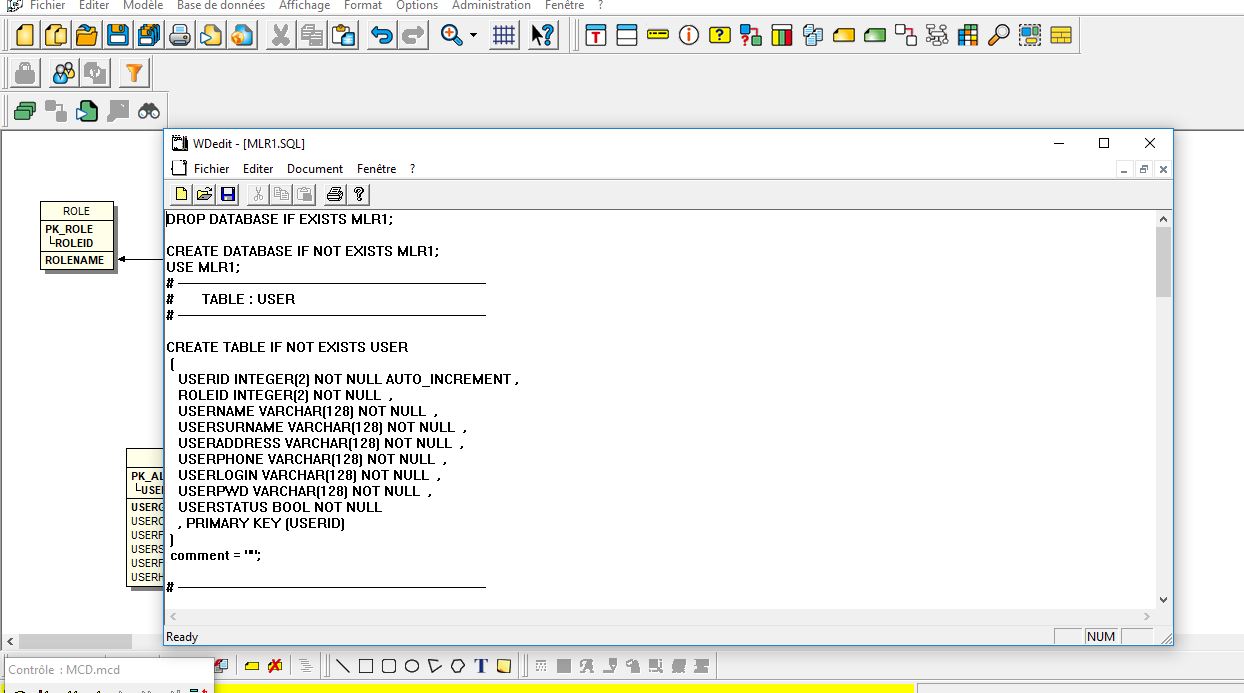 Fichier Editer Modèle Base de données Affichage Format Options Administration Fenêtre ?
WDedit - [MLR1.SQL]
Fichier Editer Document Fenêtre ?
DROP DATABASE IF EXISTS MLR1;
CREATE DATABASE IF NOT EXISTS MLR1;
USE MLR1;
# -----------------------------------------------------------------------------
# TABLE : USER
# -----------------------------------------------------------------------------
CREATE TABLE IF NOT EXISTS USER
(
USERID INTEGER(2) NOT NULL AUTO_INCREMENT ,
ROLEID INTEGER(2) NOT NULL ,
USERNAME VARCHAR(128) NOT NULL ,
USERSURNAME VARCHAR(128) NOT NULL ,
USERADDRESS VARCHAR(128) NOT NULL ,
USERPHONE VARCHAR(128) NOT NULL ,
USERLOGIN VARCHAR(128) NOT NULL ,
USERPWD VARCHAR(128) NOT NULL ,
USERSTATUS BOOL NOT NULL
, PRIMARY KEY (USERID)
)
comment = "";
# -----------------------------------------------------------------------------
Ready
NUM
ROLE
PK_ROLE
ROLEID
ROLENAME
PK_AL
USE
USERC
USERC
USERF
USERS
USERF
USERH
Contrôle : MCD.mcd
T